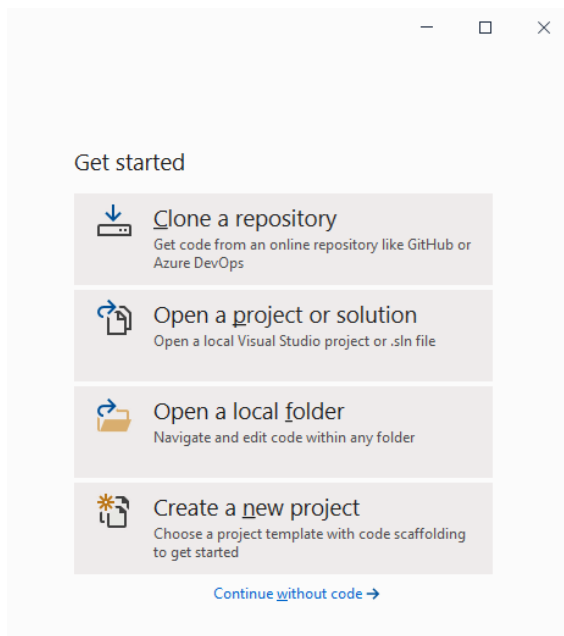 Get started
Clone a repository
Get code from an online repository like GitHub or
Azure DevOps
Open a project or solution
Open a local Visual Studio project or .sln file
Open a local folder
Navigate and edit code within any folder
Create a new project
Choose a project template with code scaffolding
to get started
Continue without code →